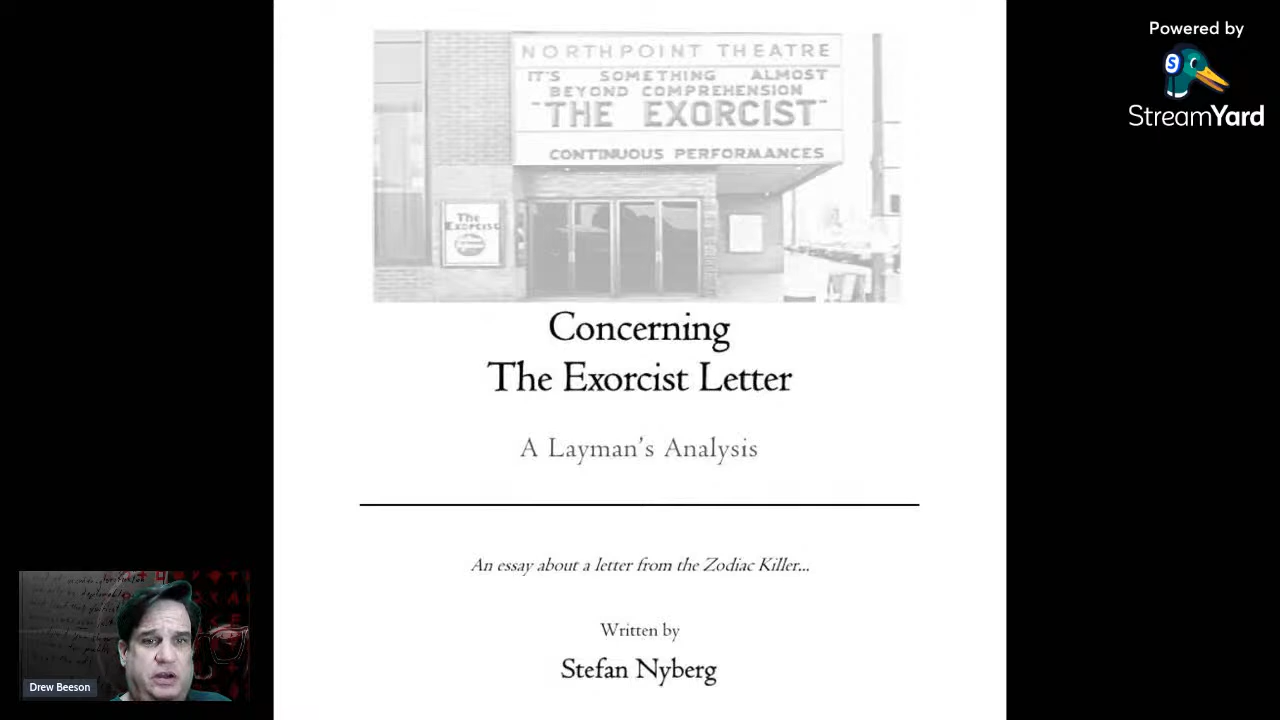 NORTHPOINT THEATRE
IT'S SOMETHING ALMOST
BEYOND COMPREHENSION
"THE EXORCIST"
CONTINUOUS PERFORMANCES
The
Exorcist
Concerning
The Exorcist Letter
A Layman's Analysis
An essay about a letter from the Zodiac Killer...
Written by
Stefan Nyberg
Powered by
S
StreamYard
Drew Beeson